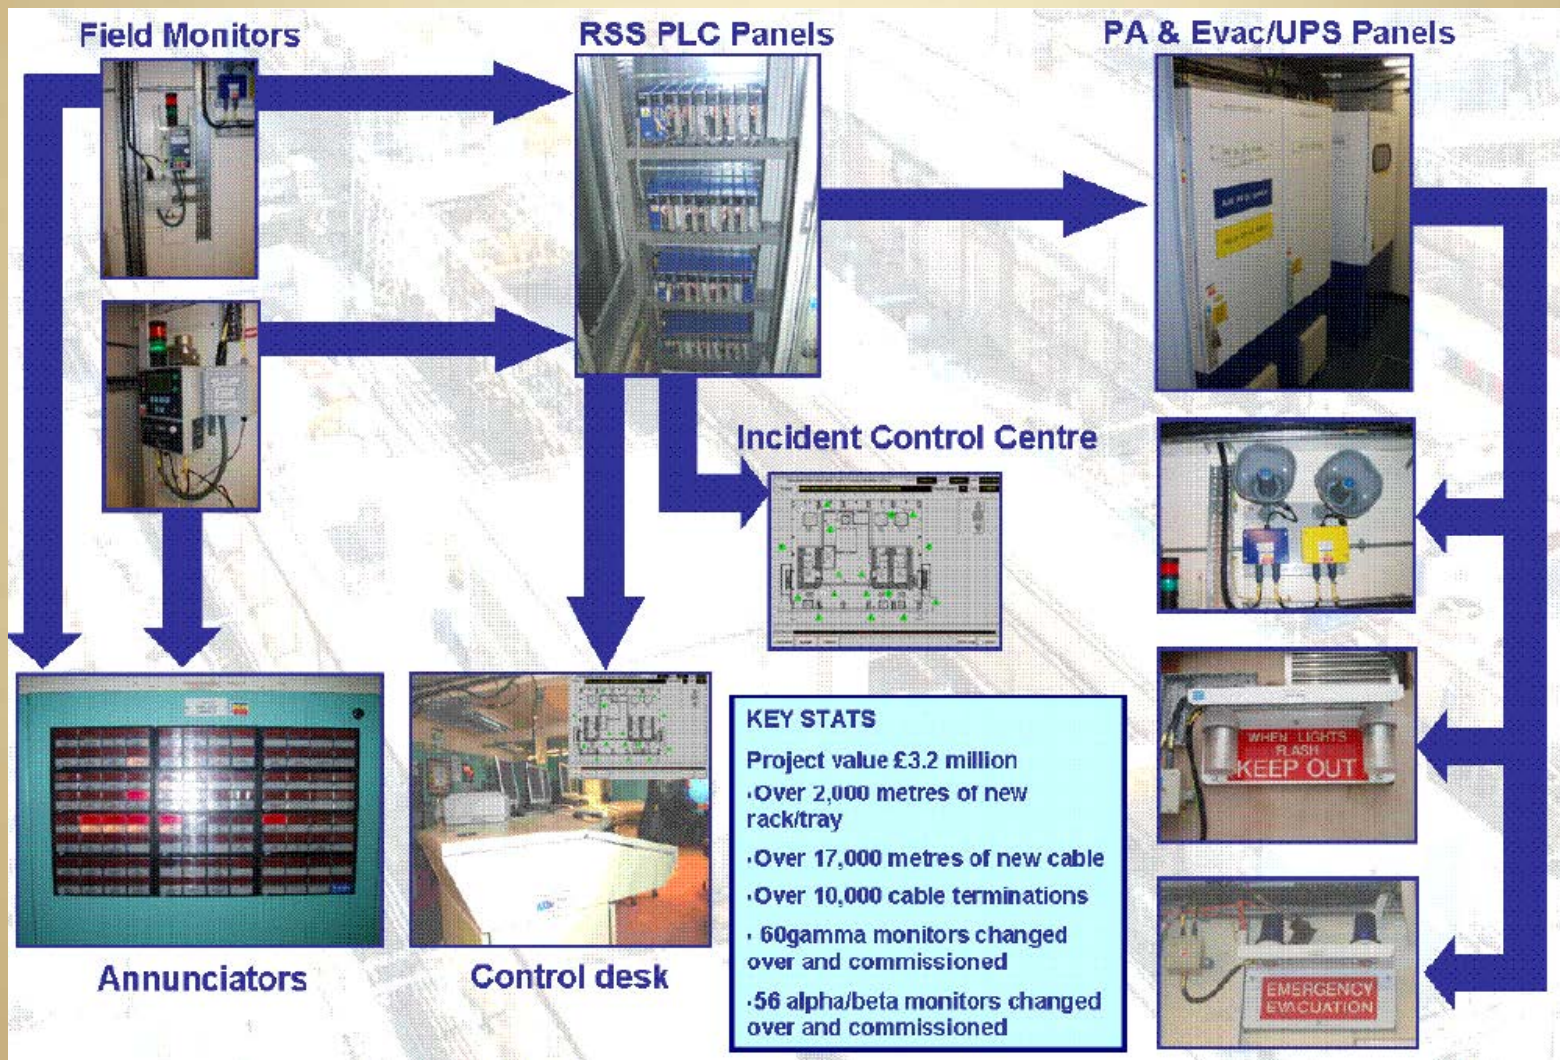 Field Monitors
RSS PLC Panels
PA & Evac/UPS Panels
Incident Control Centre
WHEN LIGHTS
FLASH
KEEP OUT
KEY STATS
Project value £3.2 million
·Over 2,000 metres of new
rack/tray
·Over 17,000 metres of new cable
·Over 10,000 cable terminations
· 60gamma monitors changed
over and commissioned
·56 alpha/beta monitors changed
over and commissioned
EMERGENCY
EVACUATION
Annunciators
Control desk